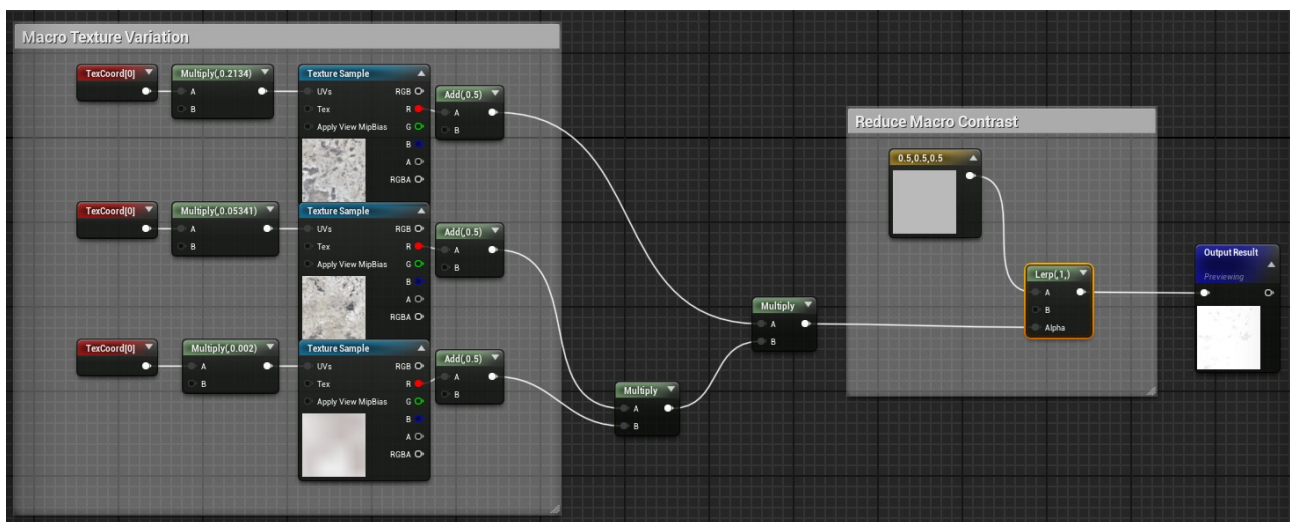 Macro Texture Variation
TexCoord[0]
Multiply(,0.2134)
A
B
Texture Sample
UVs
RGB
Tex
R
Apply View MipBias
G
B
A
RGBA
Add(,0.5)
A
B
TexCoord[0]
Multiply(,0.05341)
A
B
Texture Sample
UVs
RGB
Tex
R
Apply View MipBias
G
B
A
RGBA
Add(,0.5)
A
B
TexCoord[0]
Multiply(,0.002)
A
B
Texture Sample
UVs
RGB
Tex
R
Apply View MipBias
G
B
A
RGBA
Add(,0.5)
A
B
Multiply
A
B
Multiply
A
B
Reduce Macro Contrast
0.5,0.5,0.5
Lerp(,1,)
A
B
Alpha
Output Result
Previewing